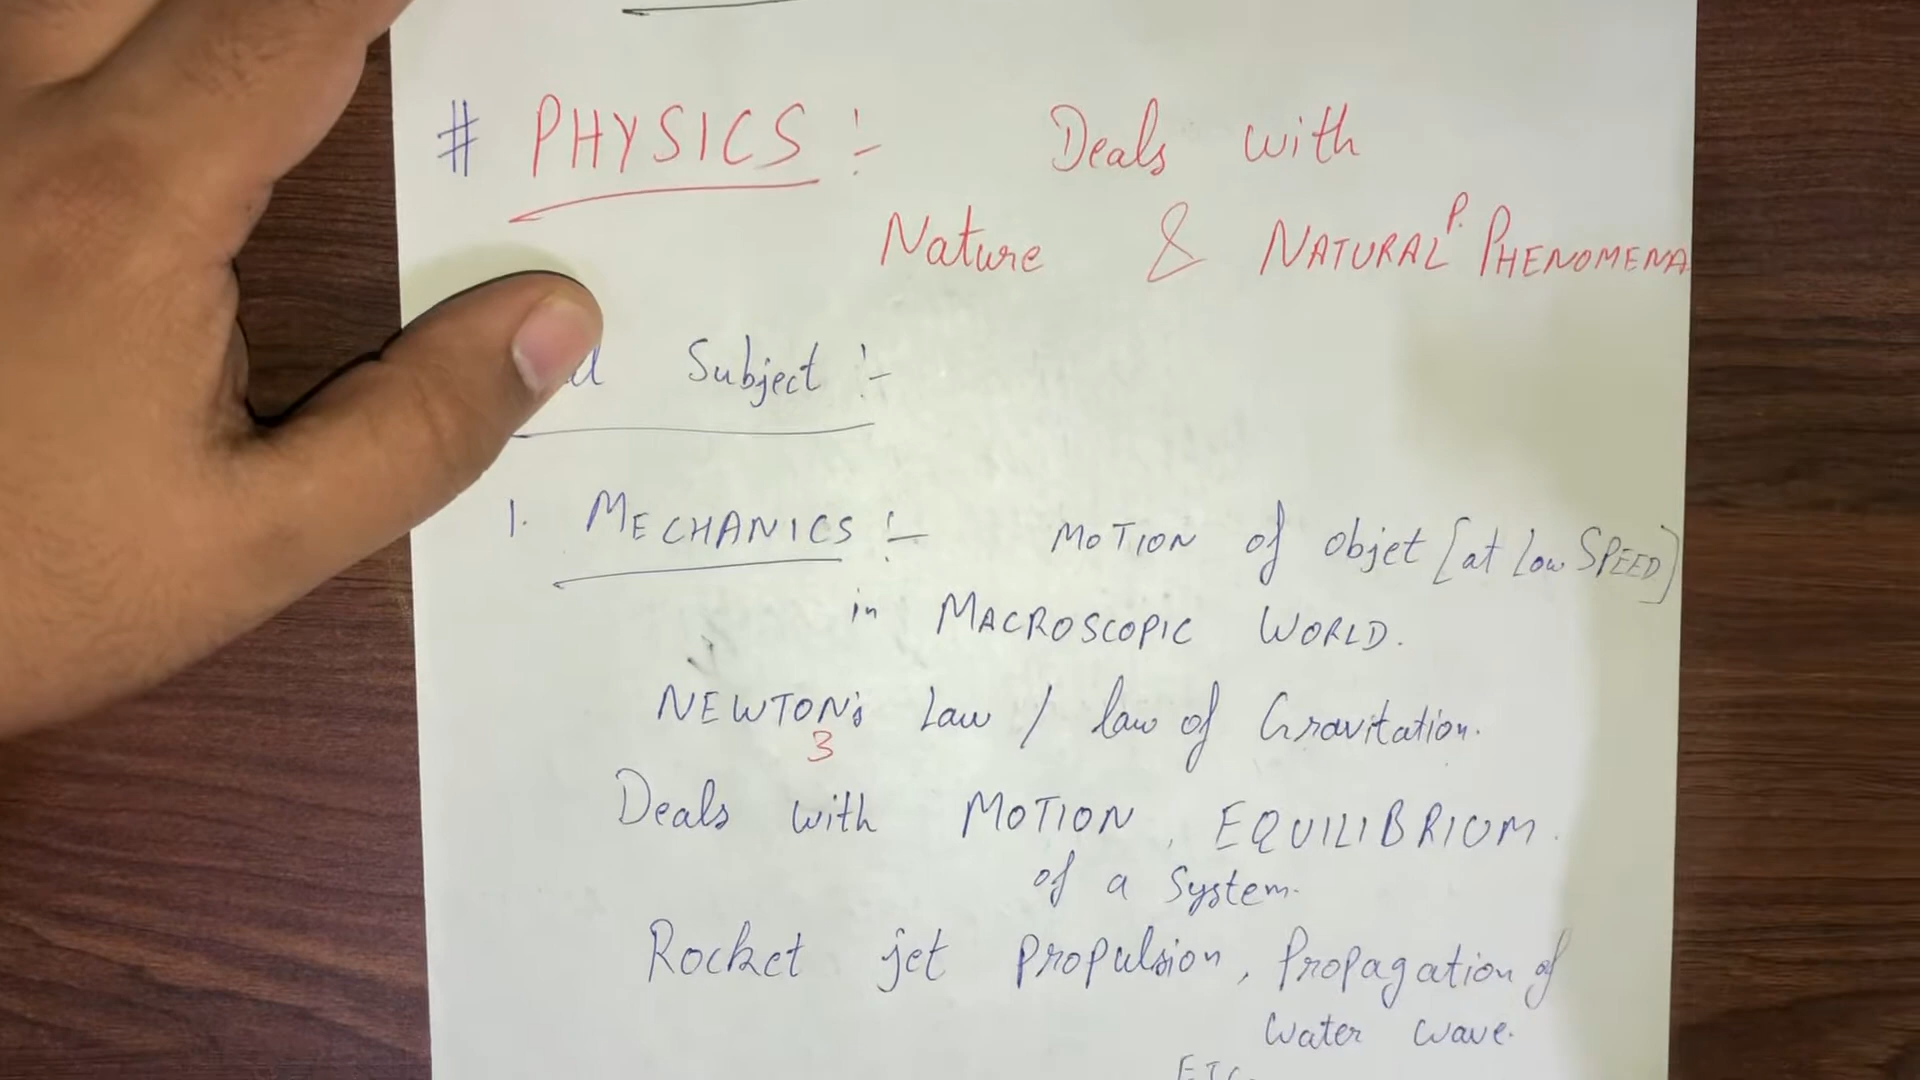 # PHYSICS :- Deals with
Nature & NATURAL P. PHENOMENA
Subject :-
1. MECHANICS :- MOTION of objet [at low SPEED]
in MACROSCOPIC WORLD.
NEWTON's Law / law of Gravitation.
3
Deals with MOTION, EQUILIBRIUM.
of a System.
Rocket jet propulsion, Propagation of
water wave.
ETC.